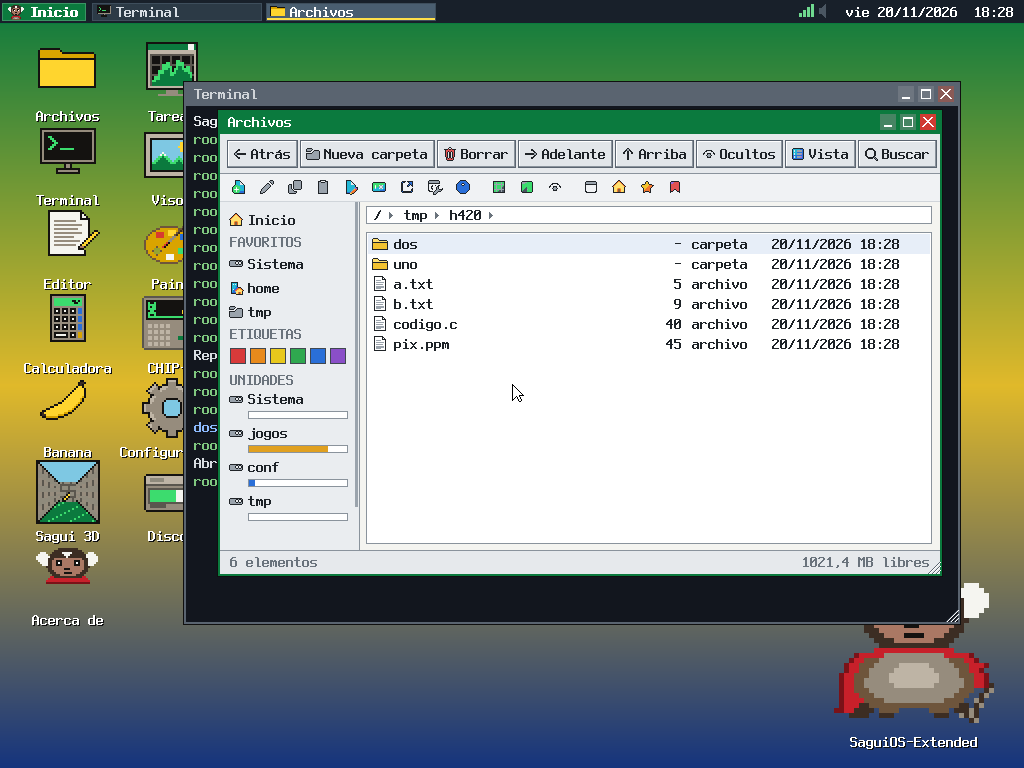 Inicio Terminal Archivos vie 20/11/2026 18:28
Archivos
Terminal
Editor
Calculadora
Banana
Sagui 3D
Acerca de
Terminal
Sag
roo
roo
roo
roo
roo
roo
roo
roo
roo
roo
roo
roo
Rep
roo
roo
roo
dos
roo
Abr
roo
Archivos
Atrás Nueva carpeta Borrar Adelante Arriba Ocultos Vista Buscar
Inicio
FAVORITOS
Sistema
home
tmp
ETIQUETAS
UNIDADES
Sistema
jogos
conf
tmp
/ tmp h420
dos - carpeta 20/11/2026 18:28
uno - carpeta 20/11/2026 18:28
a.txt 5 archivo 20/11/2026 18:28
b.txt 9 archivo 20/11/2026 18:28
codigo.c 40 archivo 20/11/2026 18:28
pix.ppm 45 archivo 20/11/2026 18:28
6 elementos 1021,4 MB libres
SaguiOS-Extended